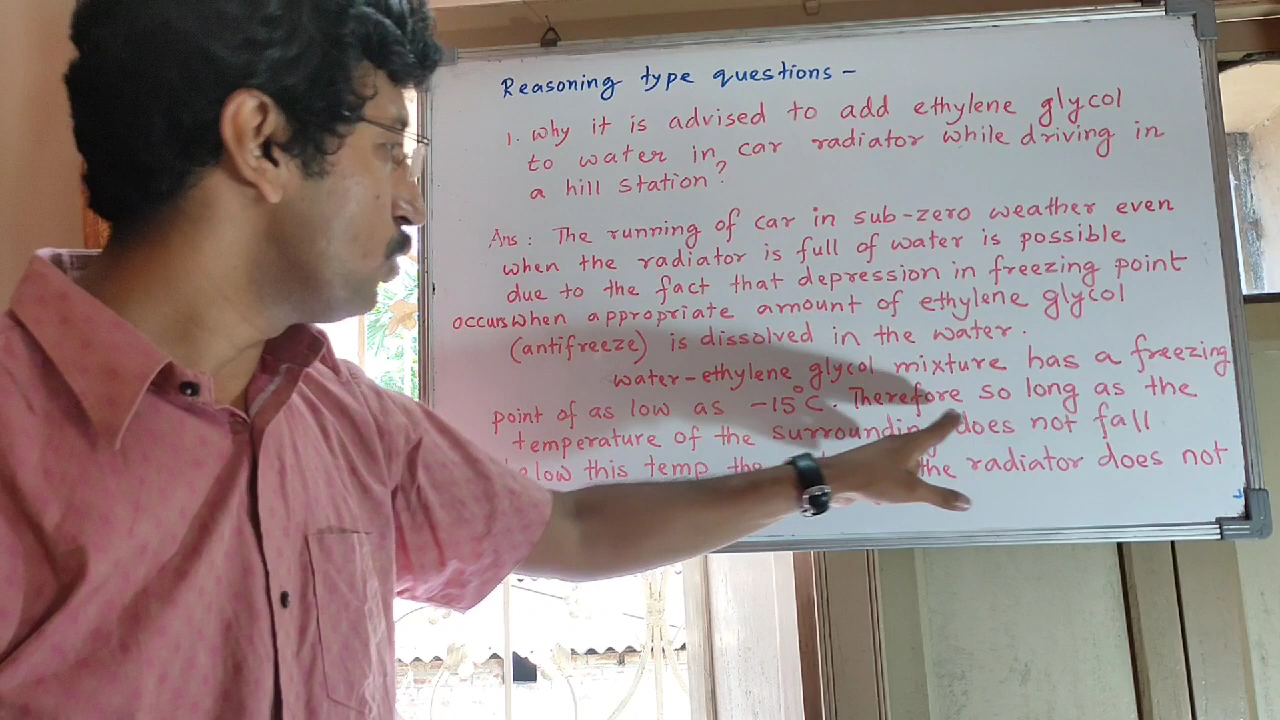 Reasoning type questions -
1. Why it is advised to add ethylene glycol
to water in car radiator while driving in
a hill station?
Ans: The running of car in sub-zero weather even
when the radiator is full of water is possible
due to the fact that depression in freezing point
occurs when appropriate amount of ethylene glycol
(antifreeze) is dissolved in the water.
water-ethylene glycol mixture has a freezing
point of as low as -15°C. Therefore so long as the
temperature of the surrounding does not fall
below this temp the the radiator does not